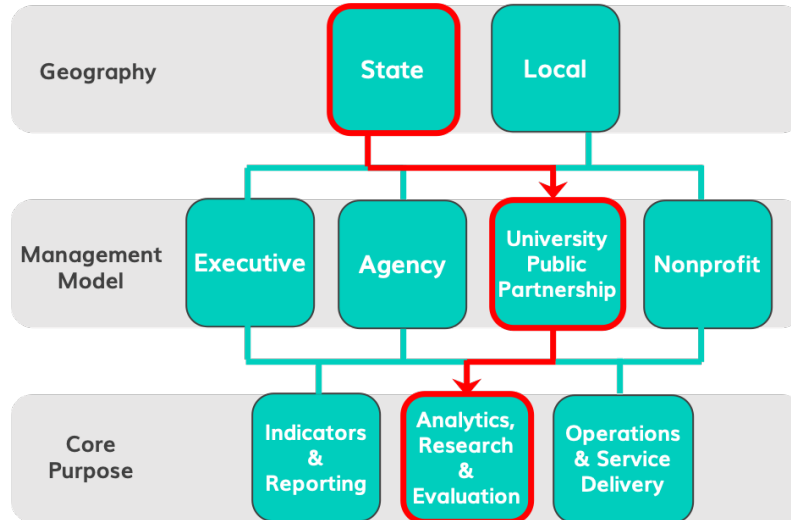 Geography
State
Local
Management
Model
Executive
Agency
University
Public
Partnership
Nonprofit
Core
Purpose
Indicators
&
Reporting
Analytics,
Research
&
Evaluation
Operations
& Service
Delivery